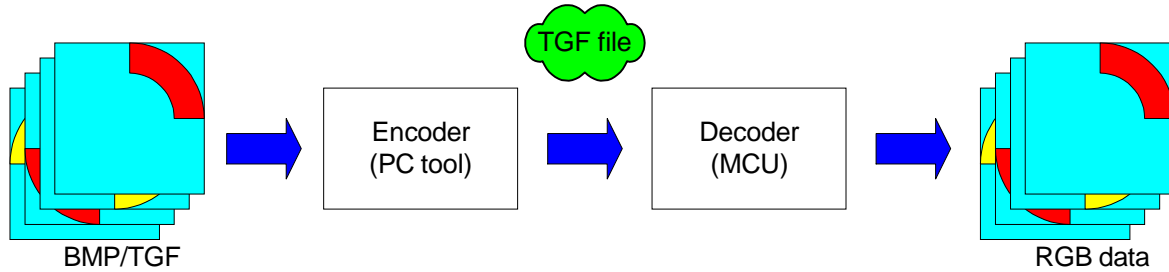 TGF file
Encoder
(PC tool)
Decoder
(MCU)
BMP/TGF
RGB data